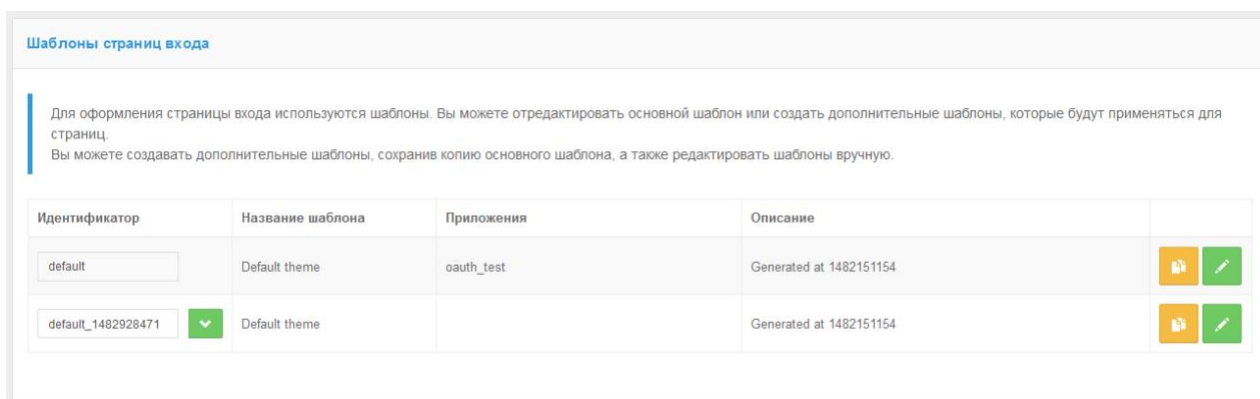 Шаблоны страниц входа
Для оформления страницы входа используются шаблоны. Вы можете отредактировать основной шаблон или создать дополнительные шаблоны, которые будут применяться для
страниц.
Вы можете создавать дополнительные шаблоны, сохранив копию основного шаблона, а также редактировать шаблоны вручную.
Идентификатор Название шаблона Приложения Описание
default Default theme oauth_test Generated at 1482151154
default_1482928471 Default theme Generated at 1482151154